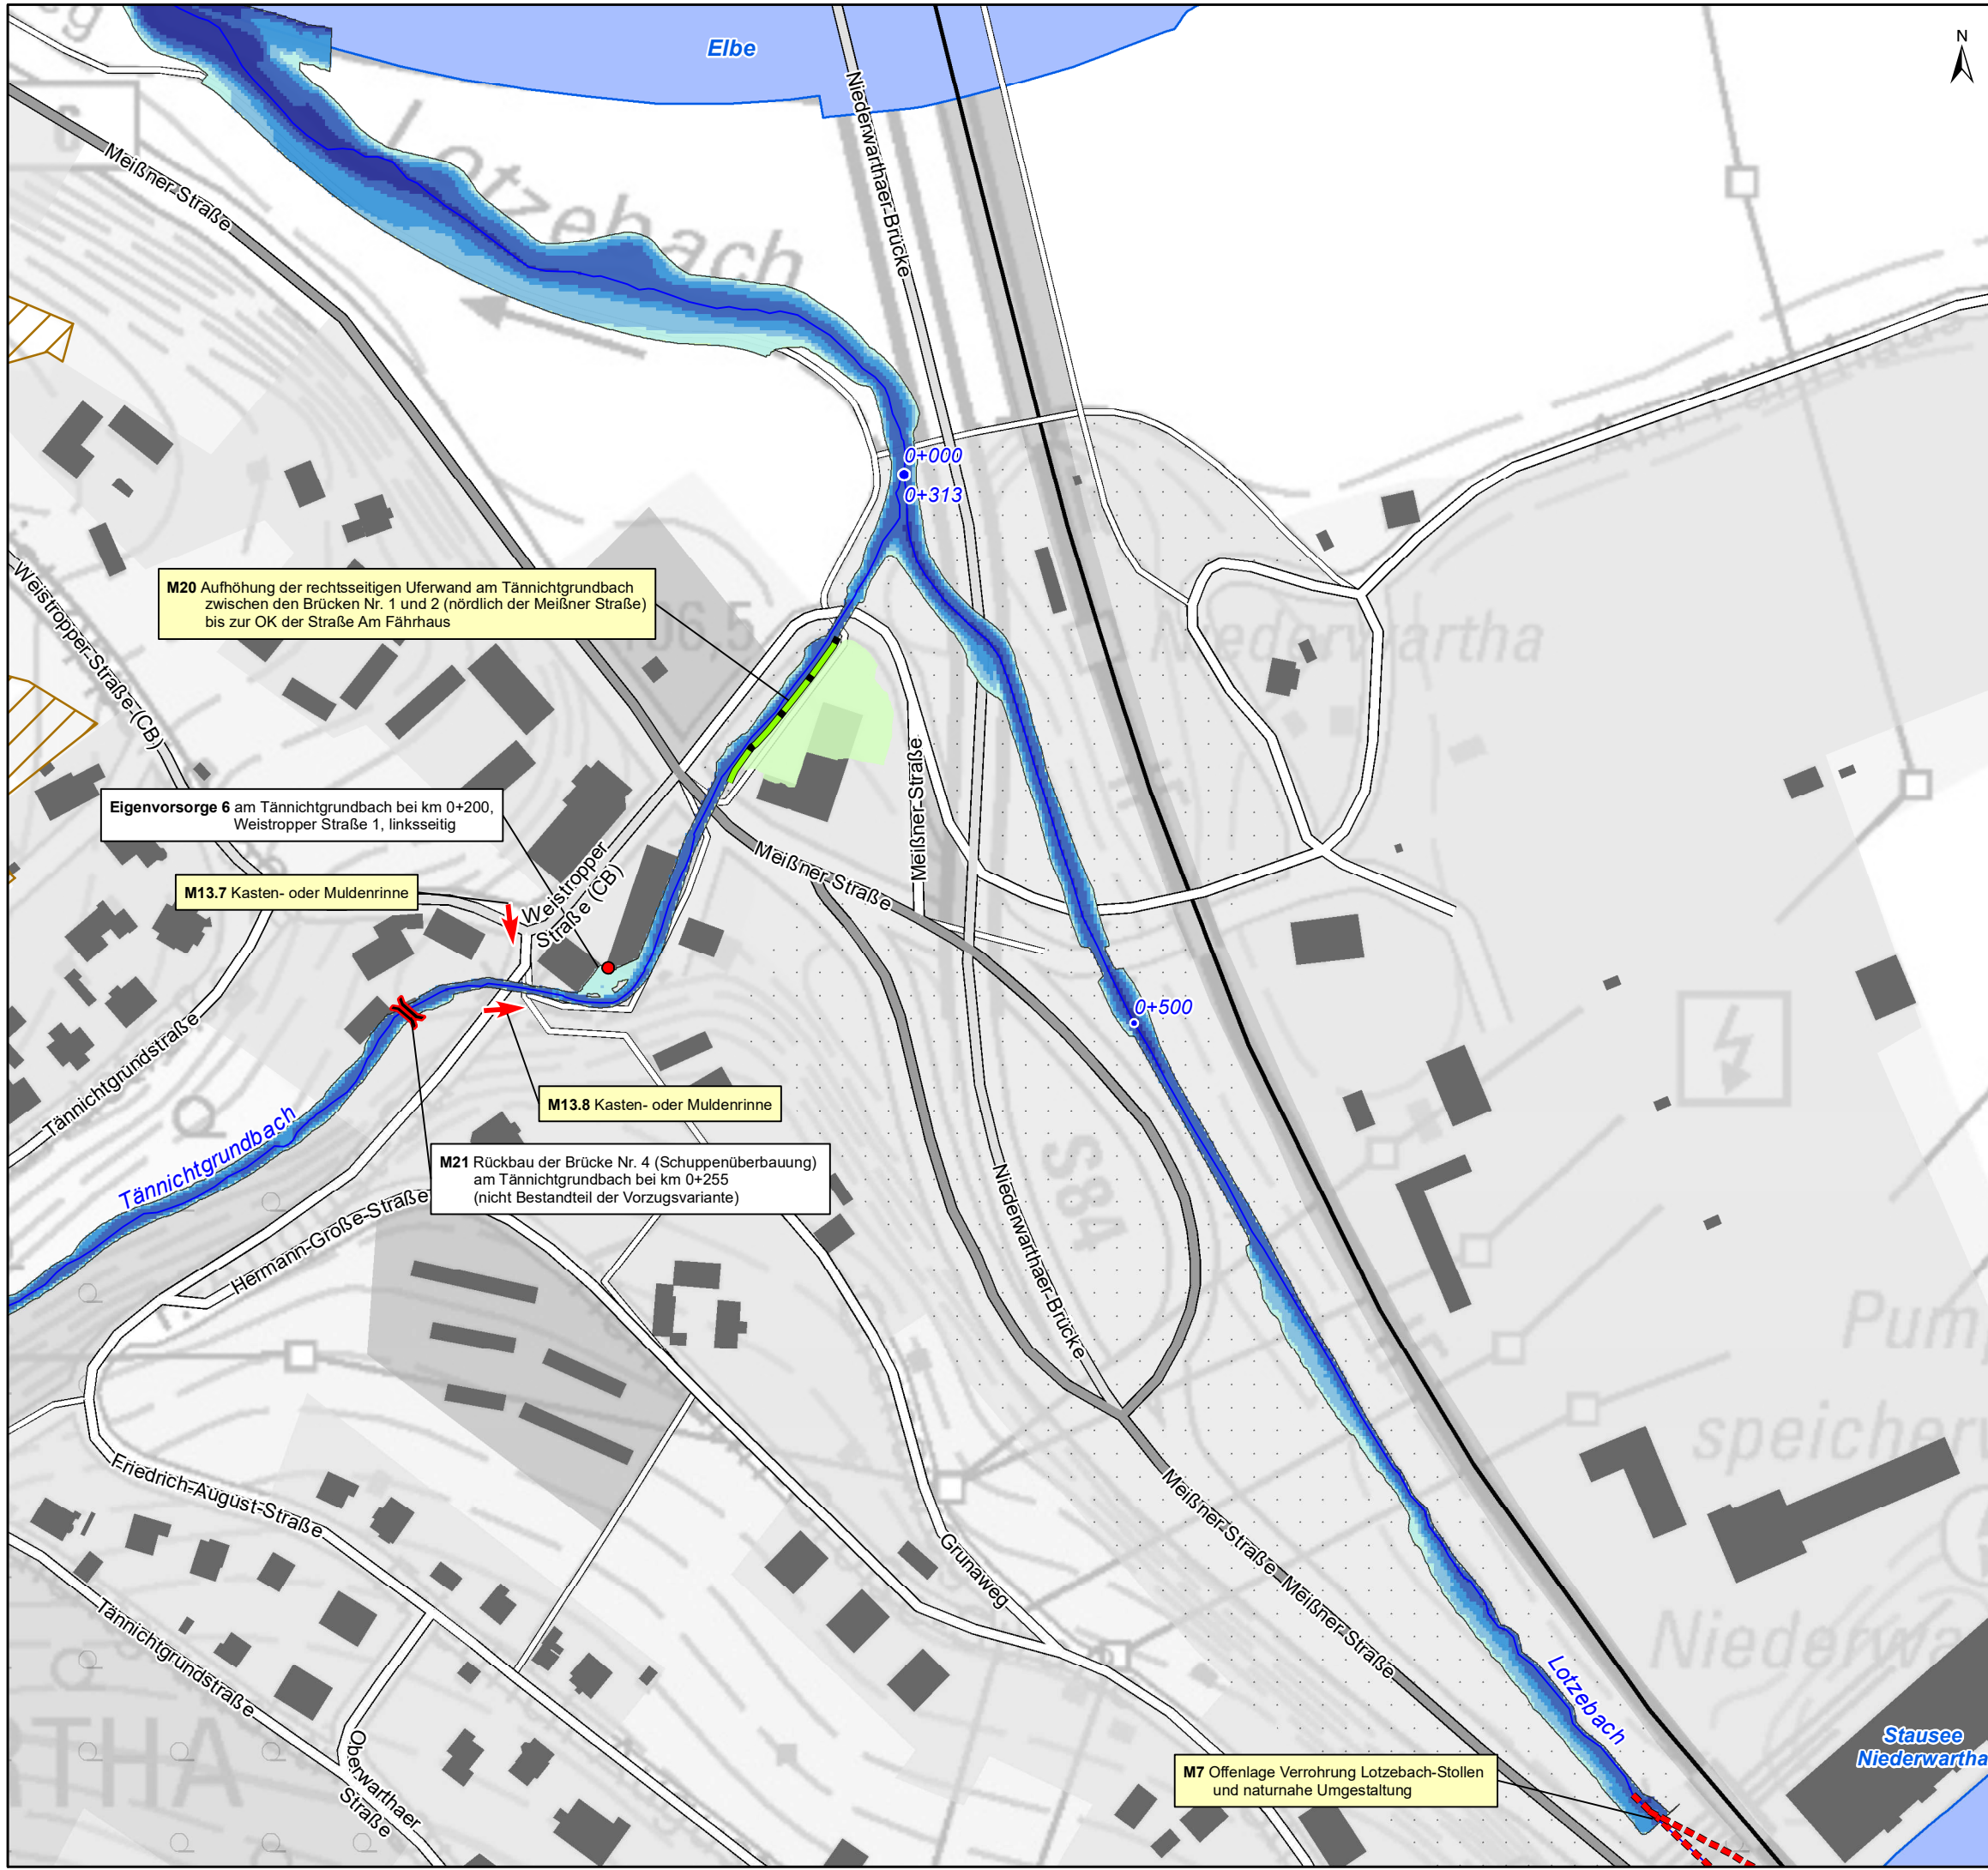 Elbe
N
Niederwarthaer-Brücke
Meißner-Straße
Lotzebach
0+000
0+313
M20 Aufhöhung der rechtsseitigen Uferwand am Tännichtgrundbach
zwischen den Brücken Nr. 1 und 2 (nördlich der Meißner Straße)
bis zur OK der Straße Am Fährhaus
Niederwartha
Weistropper-Straße-(CB)
Meißner-Straße
Eigenvorsorge 6 am Tännichtgrundbach bei km 0+200,
Weistropper Straße 1, linksseitig
Meißner-Straße
M13.7 Kasten- oder Muldenrinne
Weistropper
Straße (CB)
0+500
Tännichtgrundstraße
M13.8 Kasten- oder Muldenrinne
Tännichtgrundbach
M21 Rückbau der Brücke Nr. 4 (Schuppenüberbauung)
am Tännichtgrundbach bei km 0+255
(nicht Bestandteil der Vorzugsvariante)
S84
Hermann-Große-Straße
Niederwarthaer-Brücke
Pum
speicherw
Friedrich-August-Straße
Meißner-Straße
Grunaweg
Meißner-Straße
Niederwa
Tännichtgrundstraße
Lotzebach
RTHA
Oberwarthaer
Straße
Stausee
Niederwartha
M7 Offenlage Verrohrung Lotzebach-Stollen
und naturnahe Umgestaltung